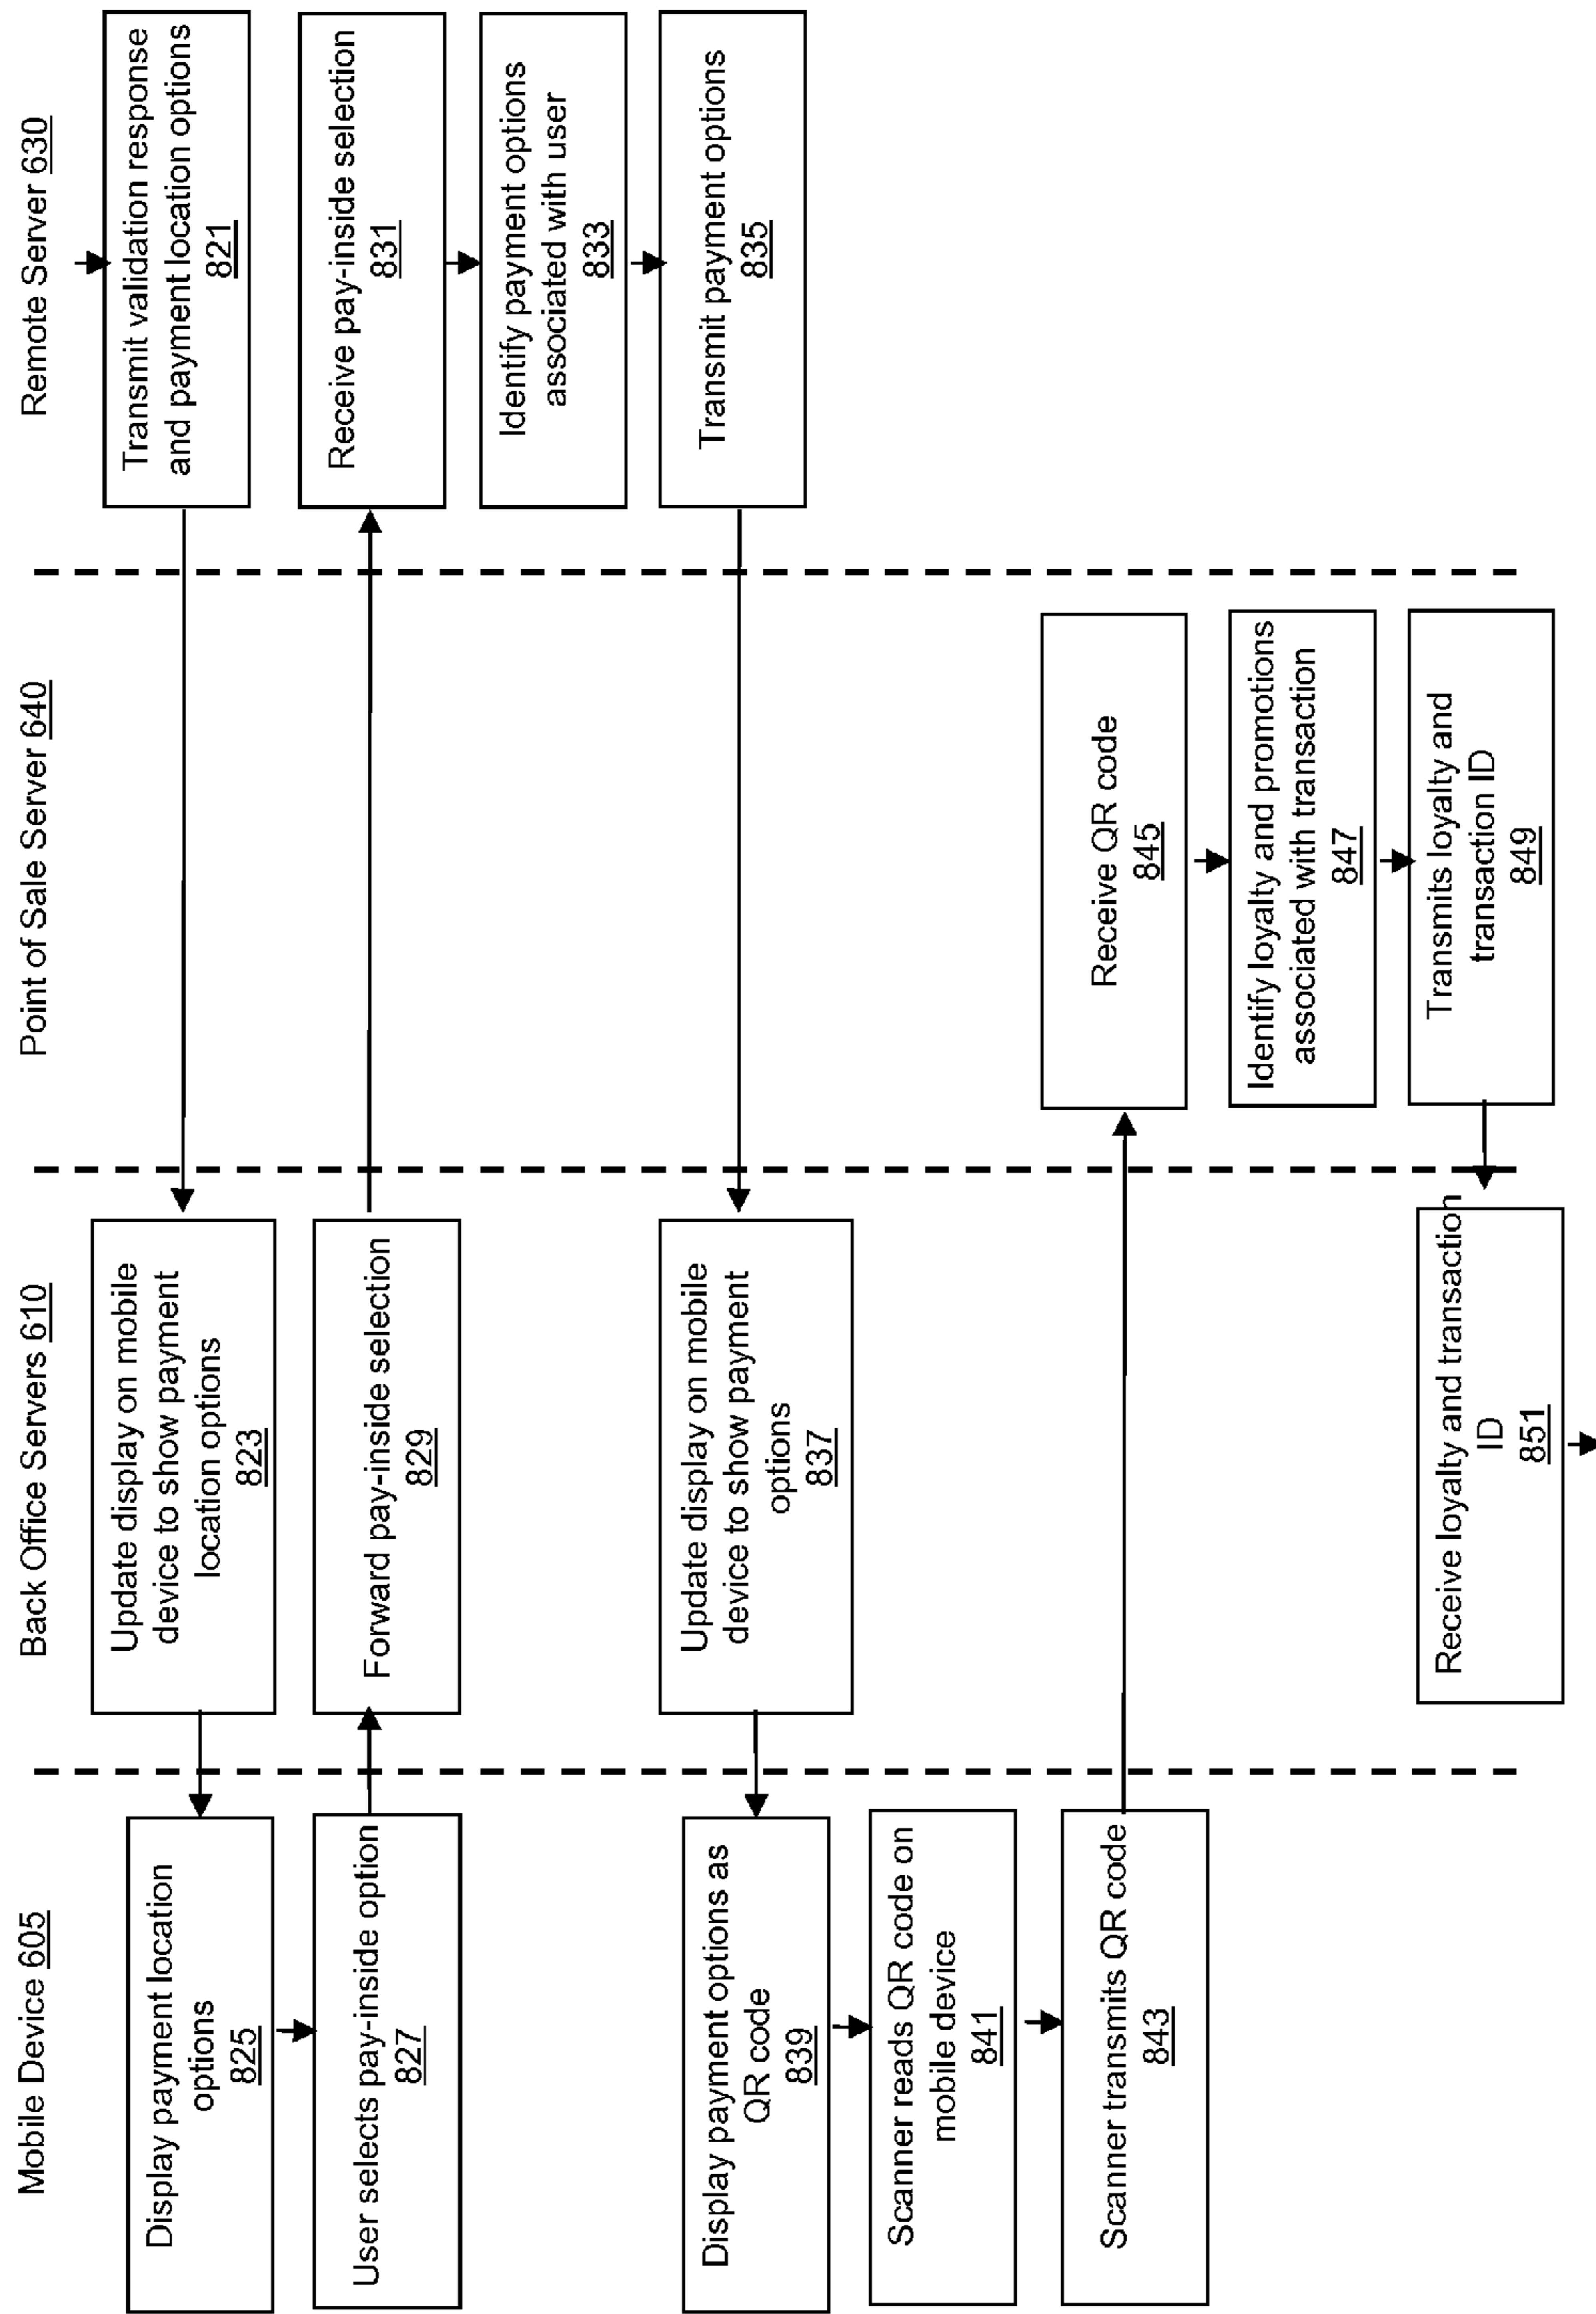 Mobile Device 605
Back Office Servers 610
Point of Sale Server 640
Remote Server 630
Transmit validation response
and payment location options
821
Update display on mobile
device to show payment
location options
823
Display payment location
options
825
User selects pay-inside option
827
Forward pay-inside selection
829
Receive pay-inside selection
831
Identify payment options
associated with user
833
Transmit payment options
835
Update display on mobile
device to show payment
options
837
Display payment options as
QR code
839
Scanner reads QR code on
mobile device
841
Scanner transmits QR code
843
Receive QR code
845
Identify loyalty and promotions
associated with transaction
847
Transmits loyalty and
transaction ID
849
Receive loyalty and transaction
ID
851